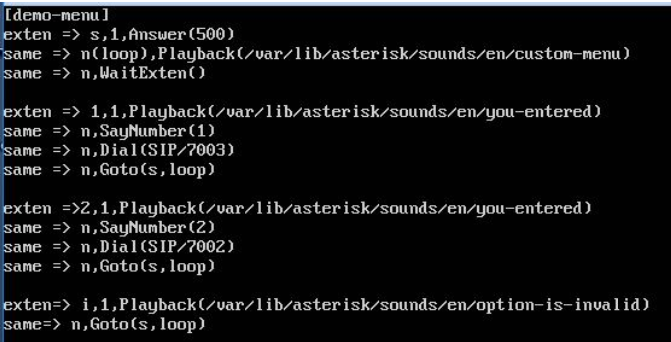 [demo-menu]
exten => s,1,Answer(500)
same => n(loop),Playback(/var/lib/asterisk/sounds/en/custom-menu)
same => n,WaitExten()
exten => 1,1,Playback(/var/lib/asterisk/sounds/en/you-entered)
same => n,SayNumber(1)
same => n,Dial(SIP/7003)
same => n,Goto(s,loop)
exten =>2,1,Playback(/var/lib/asterisk/sounds/en/you-entered)
same => n,SayNumber(2)
same => n,Dial(SIP/7002)
same => n,Goto(s,loop)
exten=> i,1,Playback(/var/lib/asterisk/sounds/en/option-is-invalid)
same=> n,Goto(s,loop)